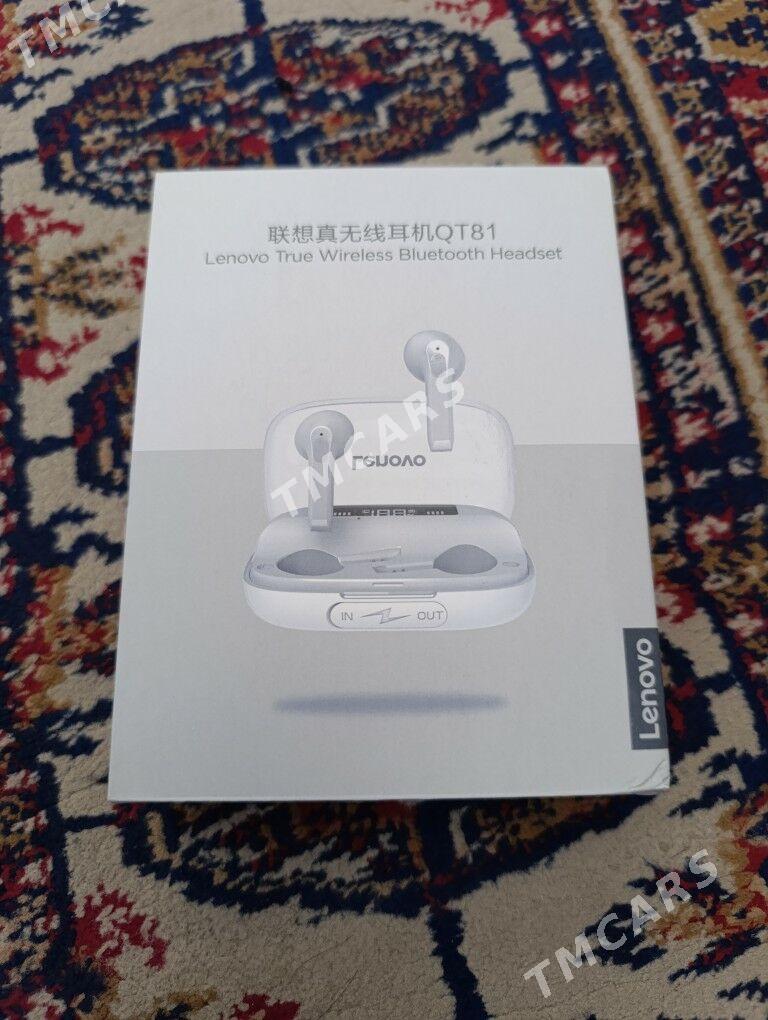 TMCARS
联想真无线耳机QT81
Lenovo True Wireless Bluetooth Headset
Lenovo
TMCARS
188
IN OUT
Lenovo
TMCARS